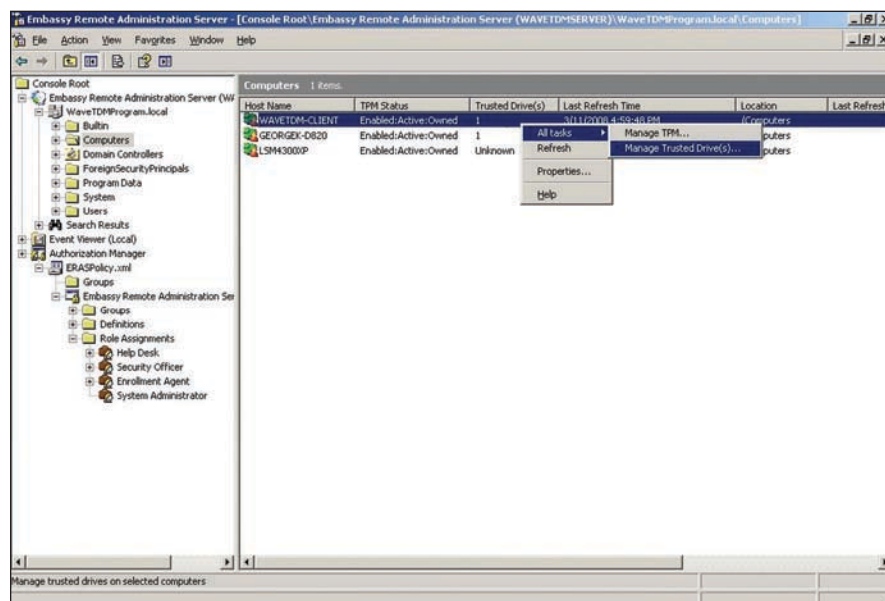 Embassy Remote Administration Server - [Console Root\Embassy Remote Administration Server (WAVETDMSERVER)\WaveTDMProgram.local\Computers]
File Action View Favorites Window Help
Console Root
Embassy Remote Administration Server (WA
WaveTDMProgram.local
Builtin
Computers
Domain Controllers
ForeignSecurityPrincipals
Program Data
System
Users
Search Results
Event Viewer (Local)
Authorization Manager
ERASPolicy.xml
Groups
Embassy Remote Administration Ser
Groups
Definitions
Role Assignments
Help Desk
Security Officer
Enrollment Agent
System Administrator
Computers 1 items.
Host Name TPM Status Trusted Drive(s) Last Refresh Time Location Last Refresh
WAVETDM-CLIENT Enabled:Active:Owned 1 3/11/2008 4:59:48 PM /Computers
GEORGEK-D820 Enabled:Active:Owned 1 puters
LSM4300XP Enabled:Active:Owned Unknown puters
All tasks
Refresh
Properties...
Help
Manage TPM...
Manage Trusted Drive(s)...
Manage trusted drives on selected computers